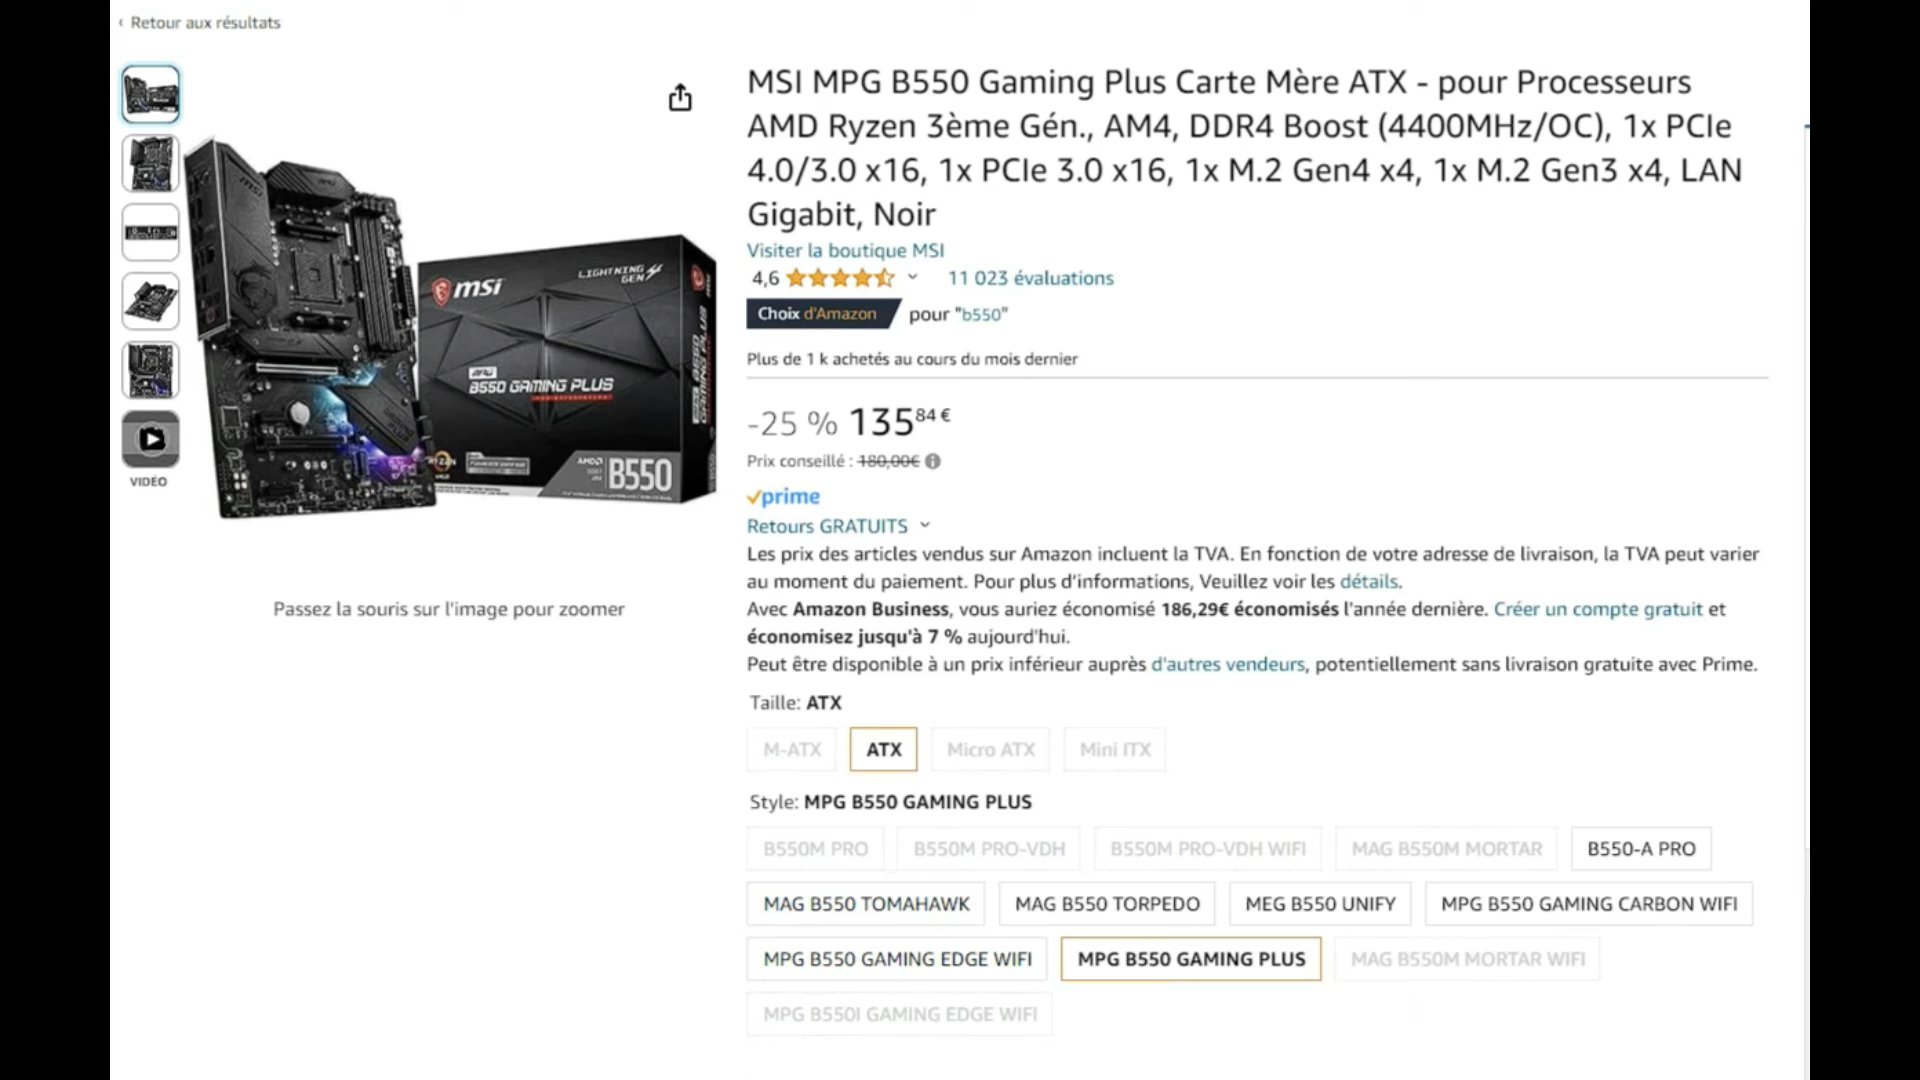 ‹ Retour aux résultats
MSI MPG B550 Gaming Plus Carte Mère ATX - pour Processeurs
AMD Ryzen 3ème Gén., AM4, DDR4 Boost (4400MHz/OC), 1x PCIe
4.0/3.0 x16, 1x PCIe 3.0 x16, 1x M.2 Gen4 x4, 1x M.2 Gen3 x4, LAN
Gigabit, Noir
Visiter la boutique MSI
4,6 11 023 évaluations
Choix d'Amazon pour "b550"
Plus de 1 k achetés au cours du mois dernier
-25 % 135 84 €
Prix conseillé : 180,00€
prime
Retours GRATUITS
Les prix des articles vendus sur Amazon incluent la TVA. En fonction de votre adresse de livraison, la TVA peut varier
au moment du paiement. Pour plus d'informations, Veuillez voir les détails.
Avec Amazon Business, vous auriez économisé 186,29€ économisés l'année dernière. Créer un compte gratuit et
économisez jusqu'à 7 % aujourd'hui.
Peut être disponible à un prix inférieur auprès d'autres vendeurs, potentiellement sans livraison gratuite avec Prime.
Taille: ATX
M-ATX ATX Micro ATX Mini ITX
Style: MPG B550 GAMING PLUS
B550M PRO B550M PRO-VDH B550M PRO-VDH WIFI MAG B550M MORTAR B550-A PRO
MAG B550 TOMAHAWK MAG B550 TORPEDO MEG B550 UNIFY MPG B550 GAMING CARBON WIFI
MPG B550 GAMING EDGE WIFI MPG B550 GAMING PLUS MAG B550M MORTAR WIFI
MPG B550I GAMING EDGE WIFI
VIDÉO
Passez la souris sur l'image pour zoomer
msi
LIGHTNING
GEN
MPG
B550 GAMING PLUS
AMD
B550